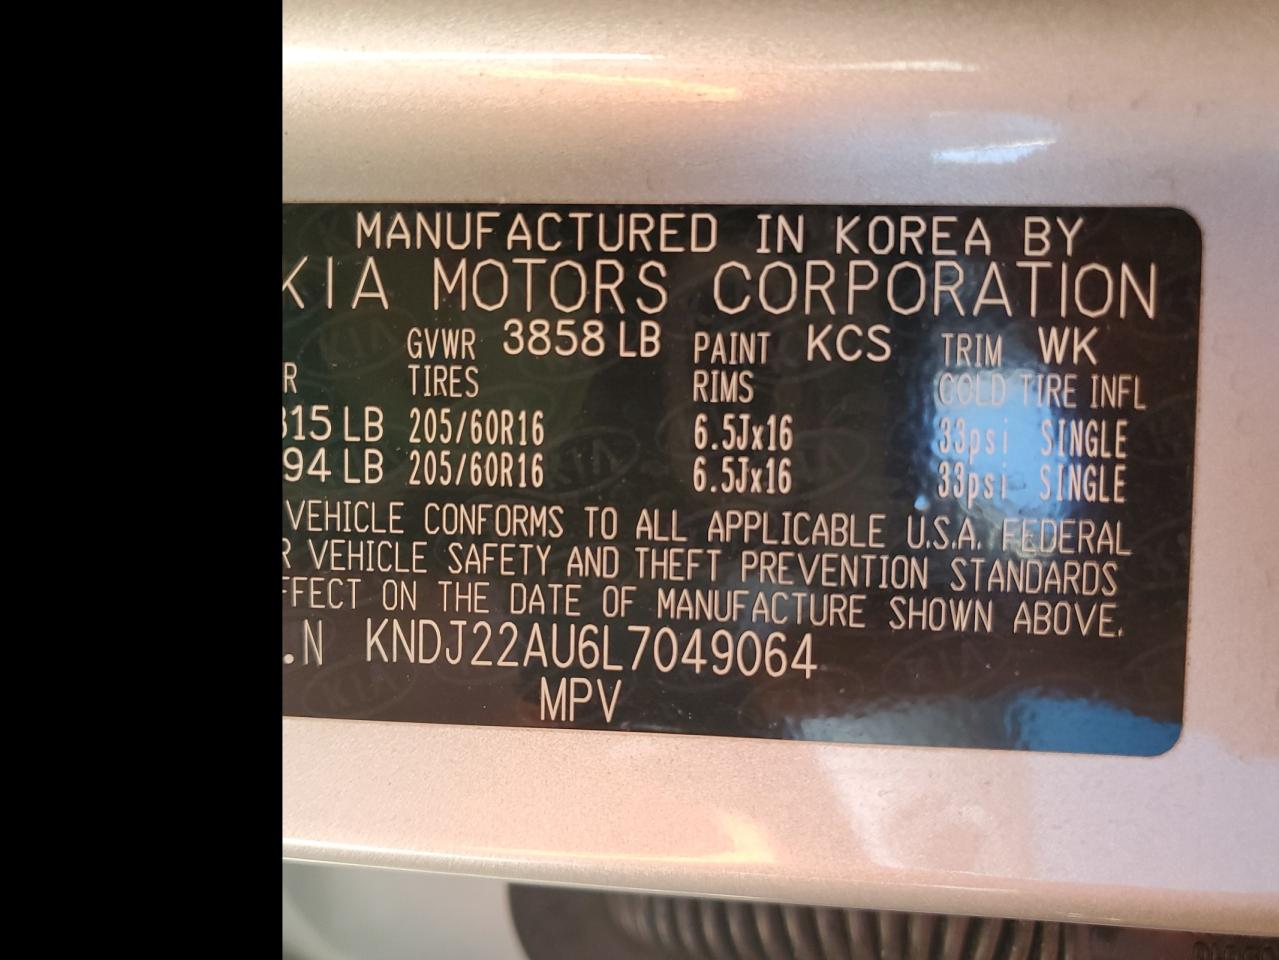 MANUFACTURED IN KOREA BY
KIA MOTORS CORPORATION
GVWR 3858 LB PAINT KCS TRIM WK
TIRES RIMS COLD TIRE INFL
15 LB 205/60R16 6.5Jx16 33psi SINGLE
94 LB 205/60R16 6.5Jx16 33psi SINGLE
VEHICLE CONFORMS TO ALL APPLICABLE U.S.A. FEDERAL
R VEHICLE SAFETY AND THEFT PREVENTION STANDARDS
FFECT ON THE DATE OF MANUFACTURE SHOWN ABOVE.
.N KNDJ22AU6L7049064
MPV